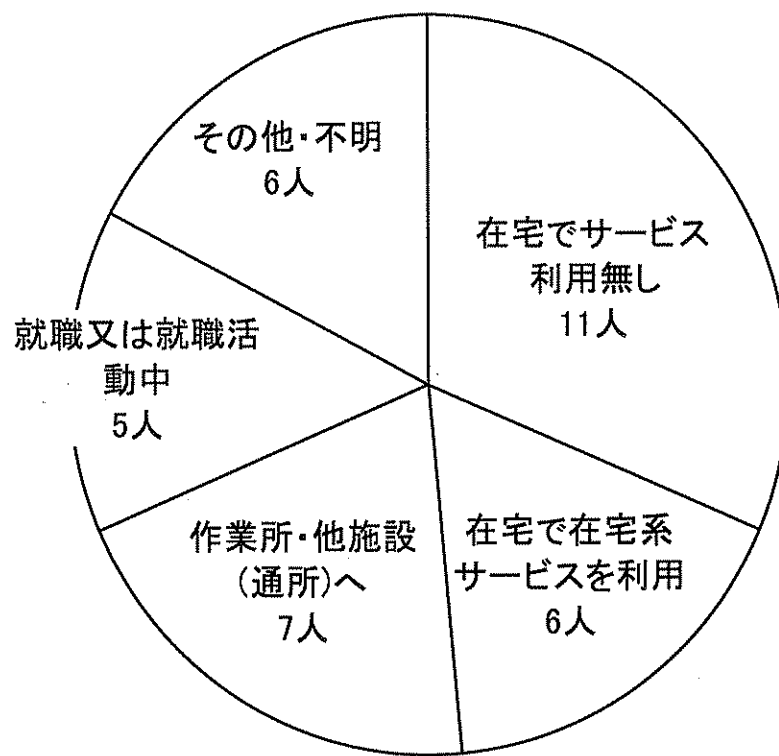 その他・不明
6人
在宅でサービス
利用無し
11人
就職又は就職活
動中
5人
作業所・他施設
(通所)へ
7人
在宅で在宅系
サービスを利用
6人